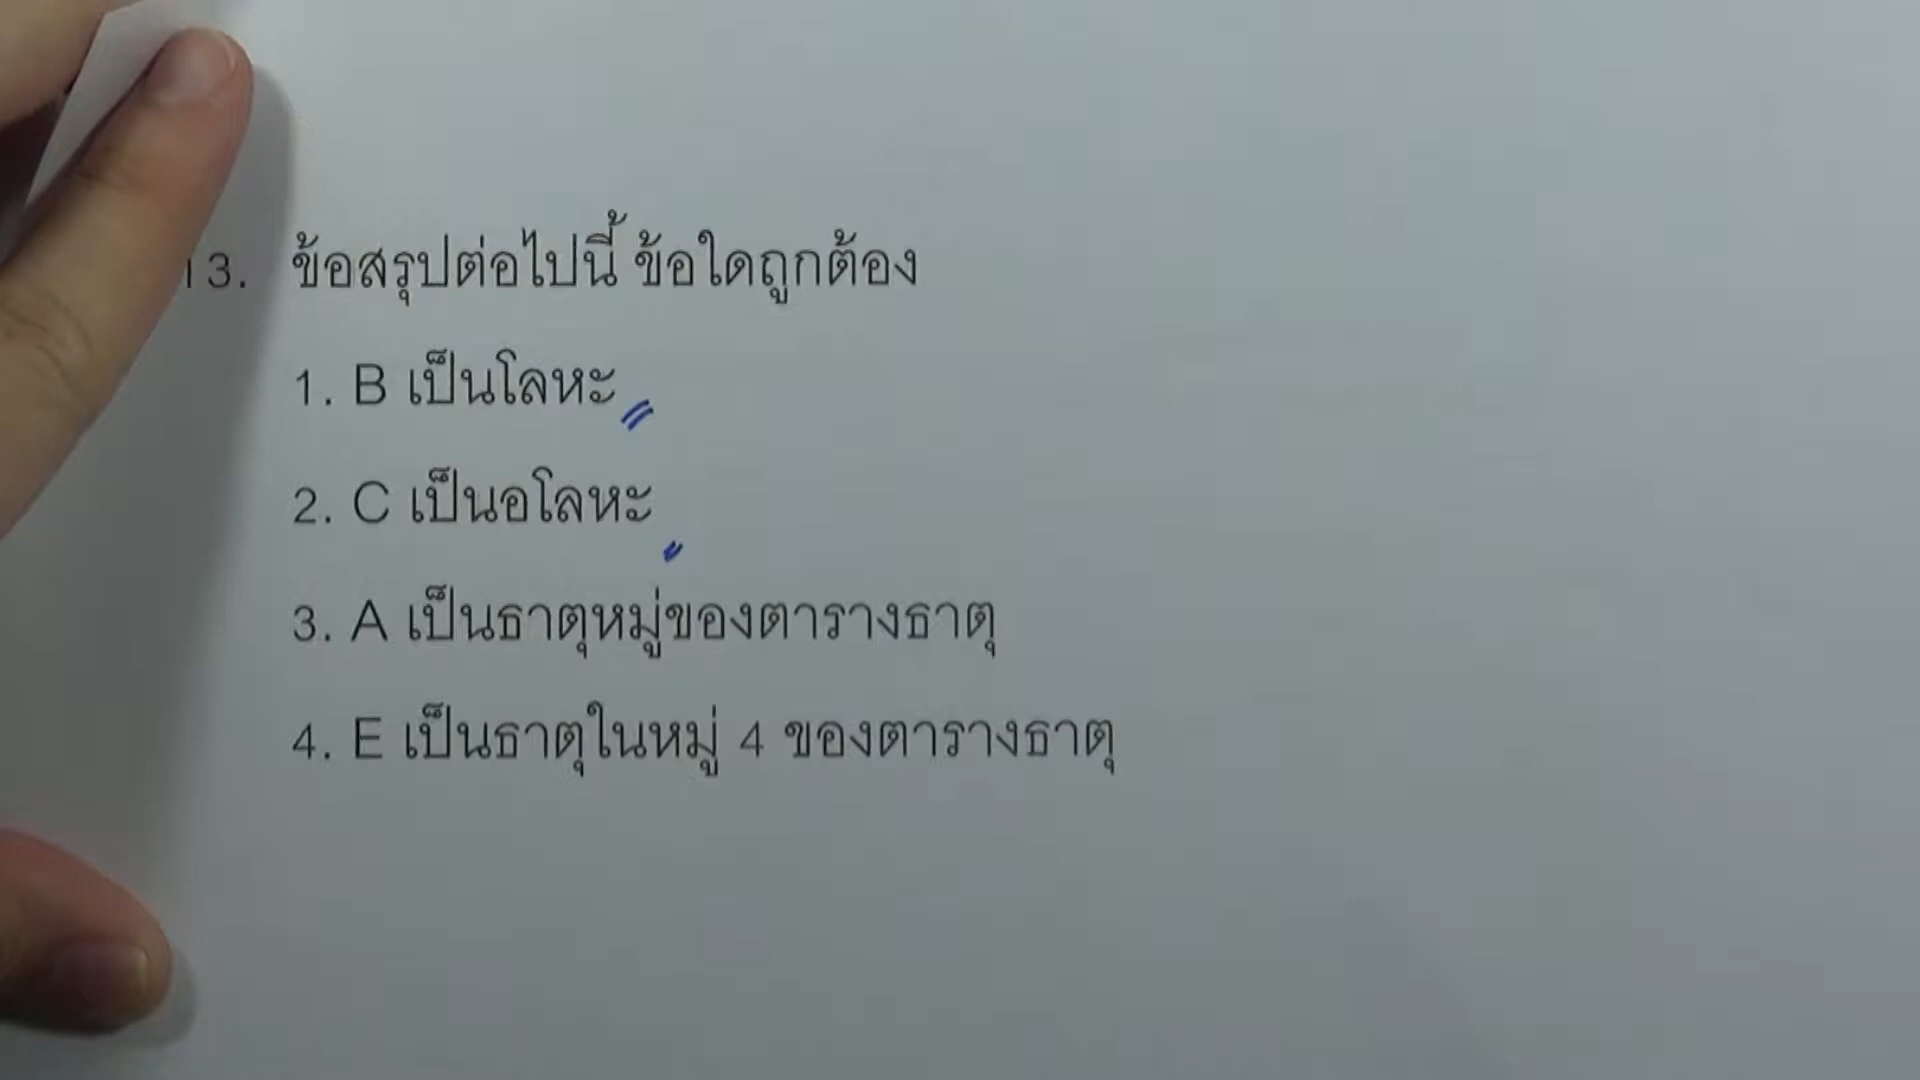 13. ข้อสรุปต่อไปนี้ ข้อใดถูกต้อง
1. B เป็นโลหะ
2. C เป็นอโลหะ
3. A เป็นธาตุหมู่ของตารางธาตุ
4. E เป็นธาตุในหมู่ 4 ของตารางธาตุ